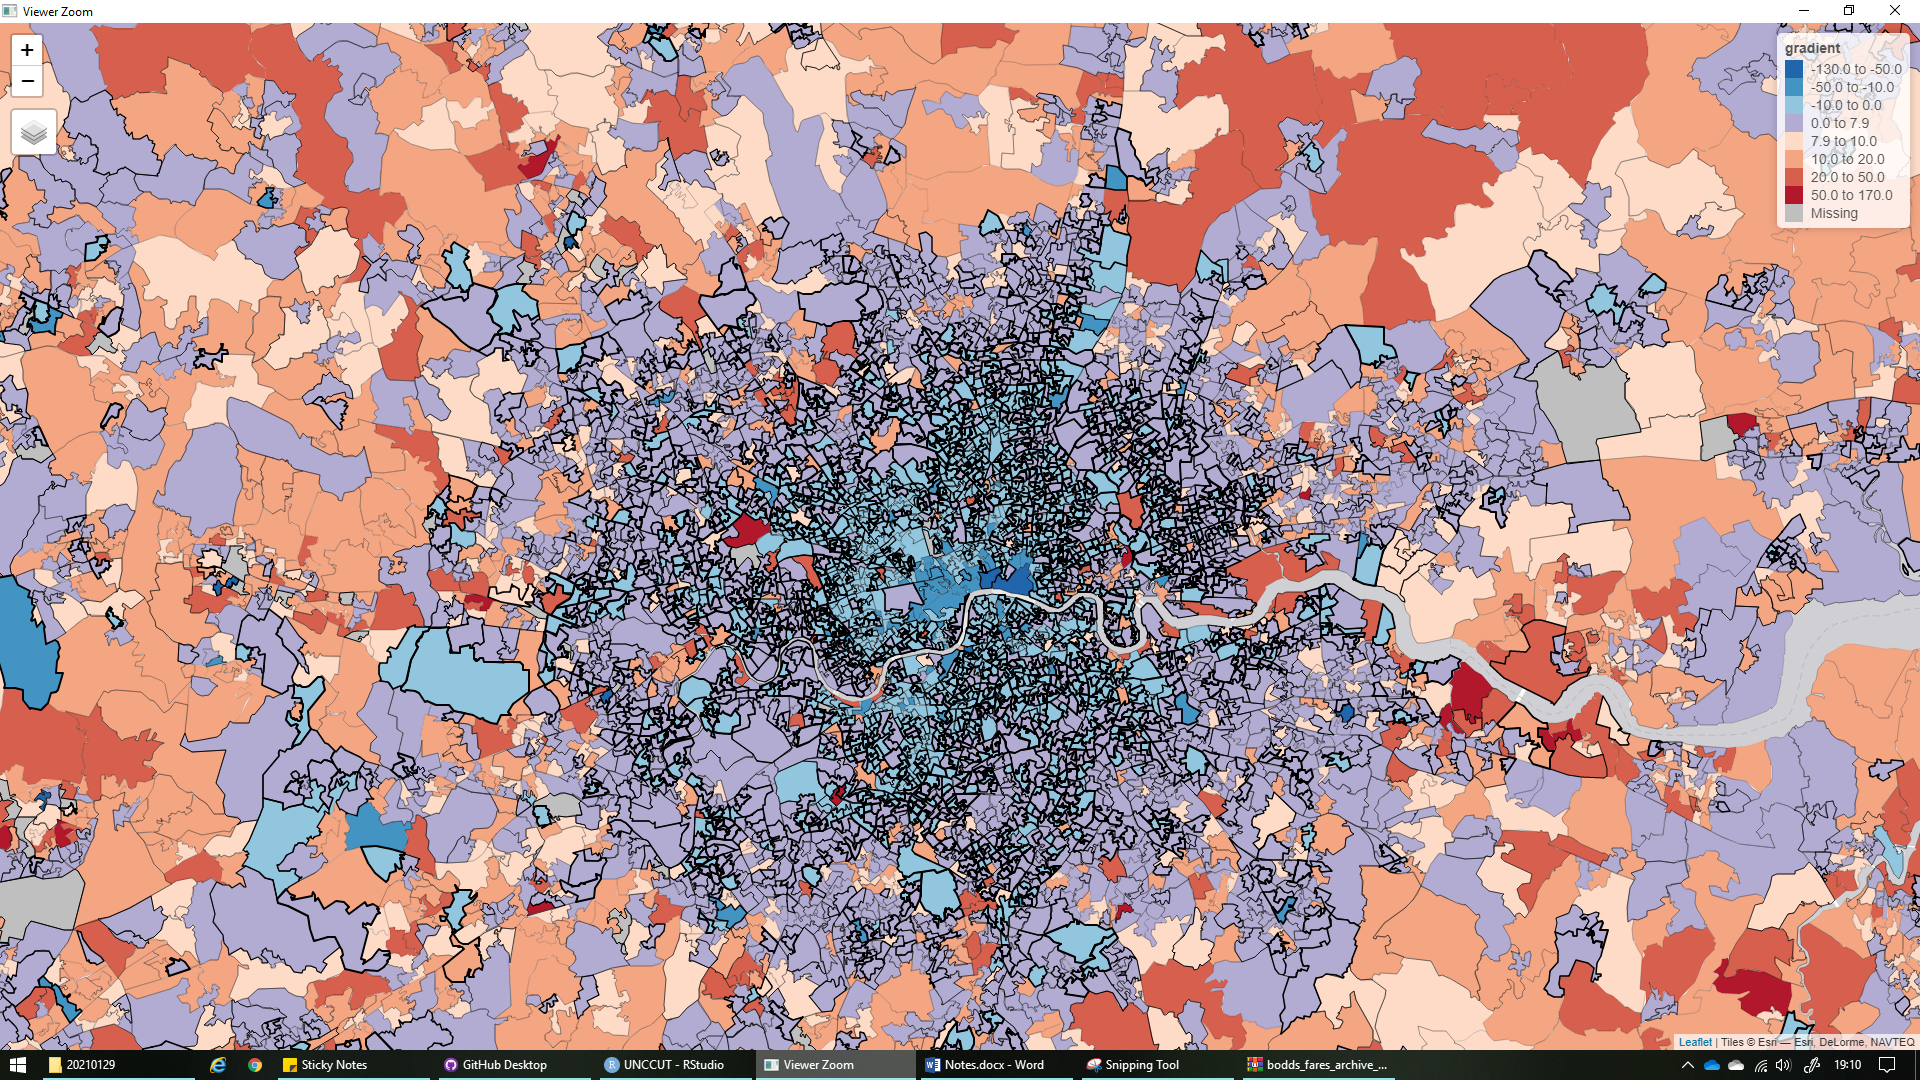 Viewer Zoom
+
−
gradient
-130.0 to -50.0
-50.0 to -10.0
-10.0 to 0.0
0.0 to 7.9
7.9 to 10.0
10.0 to 20.0
20.0 to 50.0
50.0 to 170.0
Missing
Leaflet | Tiles © Esri — Esri, DeLorme, NAVTEQ
20210129
Sticky Notes
GitHub Desktop
UNCCUT - RStudio
Viewer Zoom
Notes.docx - Word
Snipping Tool
bodds_fares_archive_...
19:10